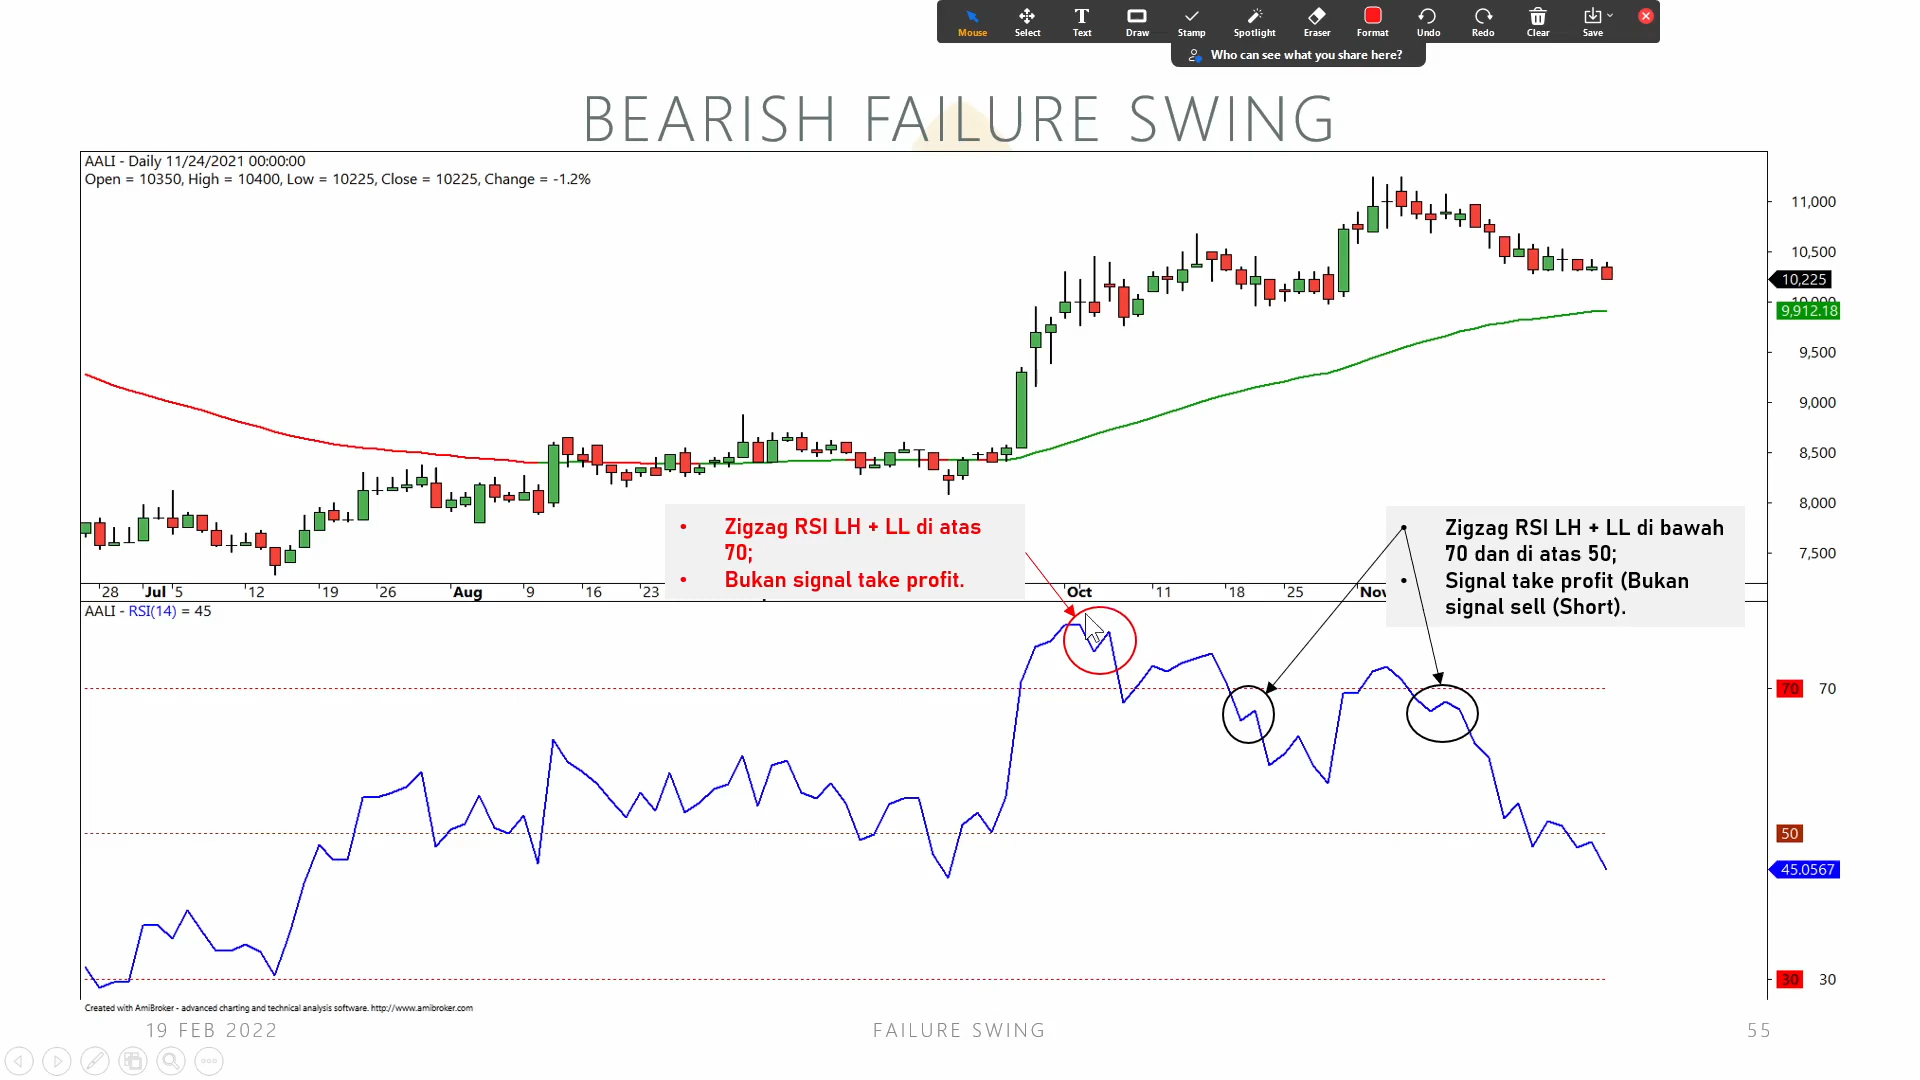 Mouse Select Text Draw Stamp Spotlight Eraser Format Undo Redo Clear Save
Who can see what you share here?
BEARISH FAILURE SWING
AALI - Daily 11/24/2021 00:00:00
Open = 10350, High = 10400, Low = 10225, Close = 10225, Change = -1.2%
11,000
10,500
10,225
10,000
9,912.18
9,500
9,000
8,500
8,000
7,500
• Zigzag RSI LH + LL di atas
70;
• Bukan signal take profit.
• Zigzag RSI LH + LL di bawah
70 dan di atas 50;
• Signal take profit (Bukan
signal sell (Short).
28 Jul 5 12 19 26 Aug 9 16 23 Oct 11 18 25 Nov
AALI - RSI(14) = 45
70 70
50
45.0567
30 30
Created with AmiBroker - advanced charting and technical analysis software. http://www.amibroker.com
19 FEB 2022
FAILURE SWING
55